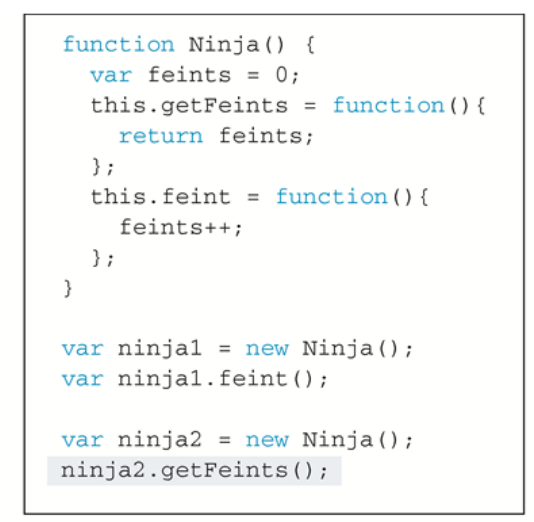 function Ninja() {
var feints = 0;
this.getFeints = function(){
return feints;
};
this.feint = function(){
feints++;
};
}
var ninja1 = new Ninja();
var ninja1.feint();
var ninja2 = new Ninja();
ninja2.getFeints();